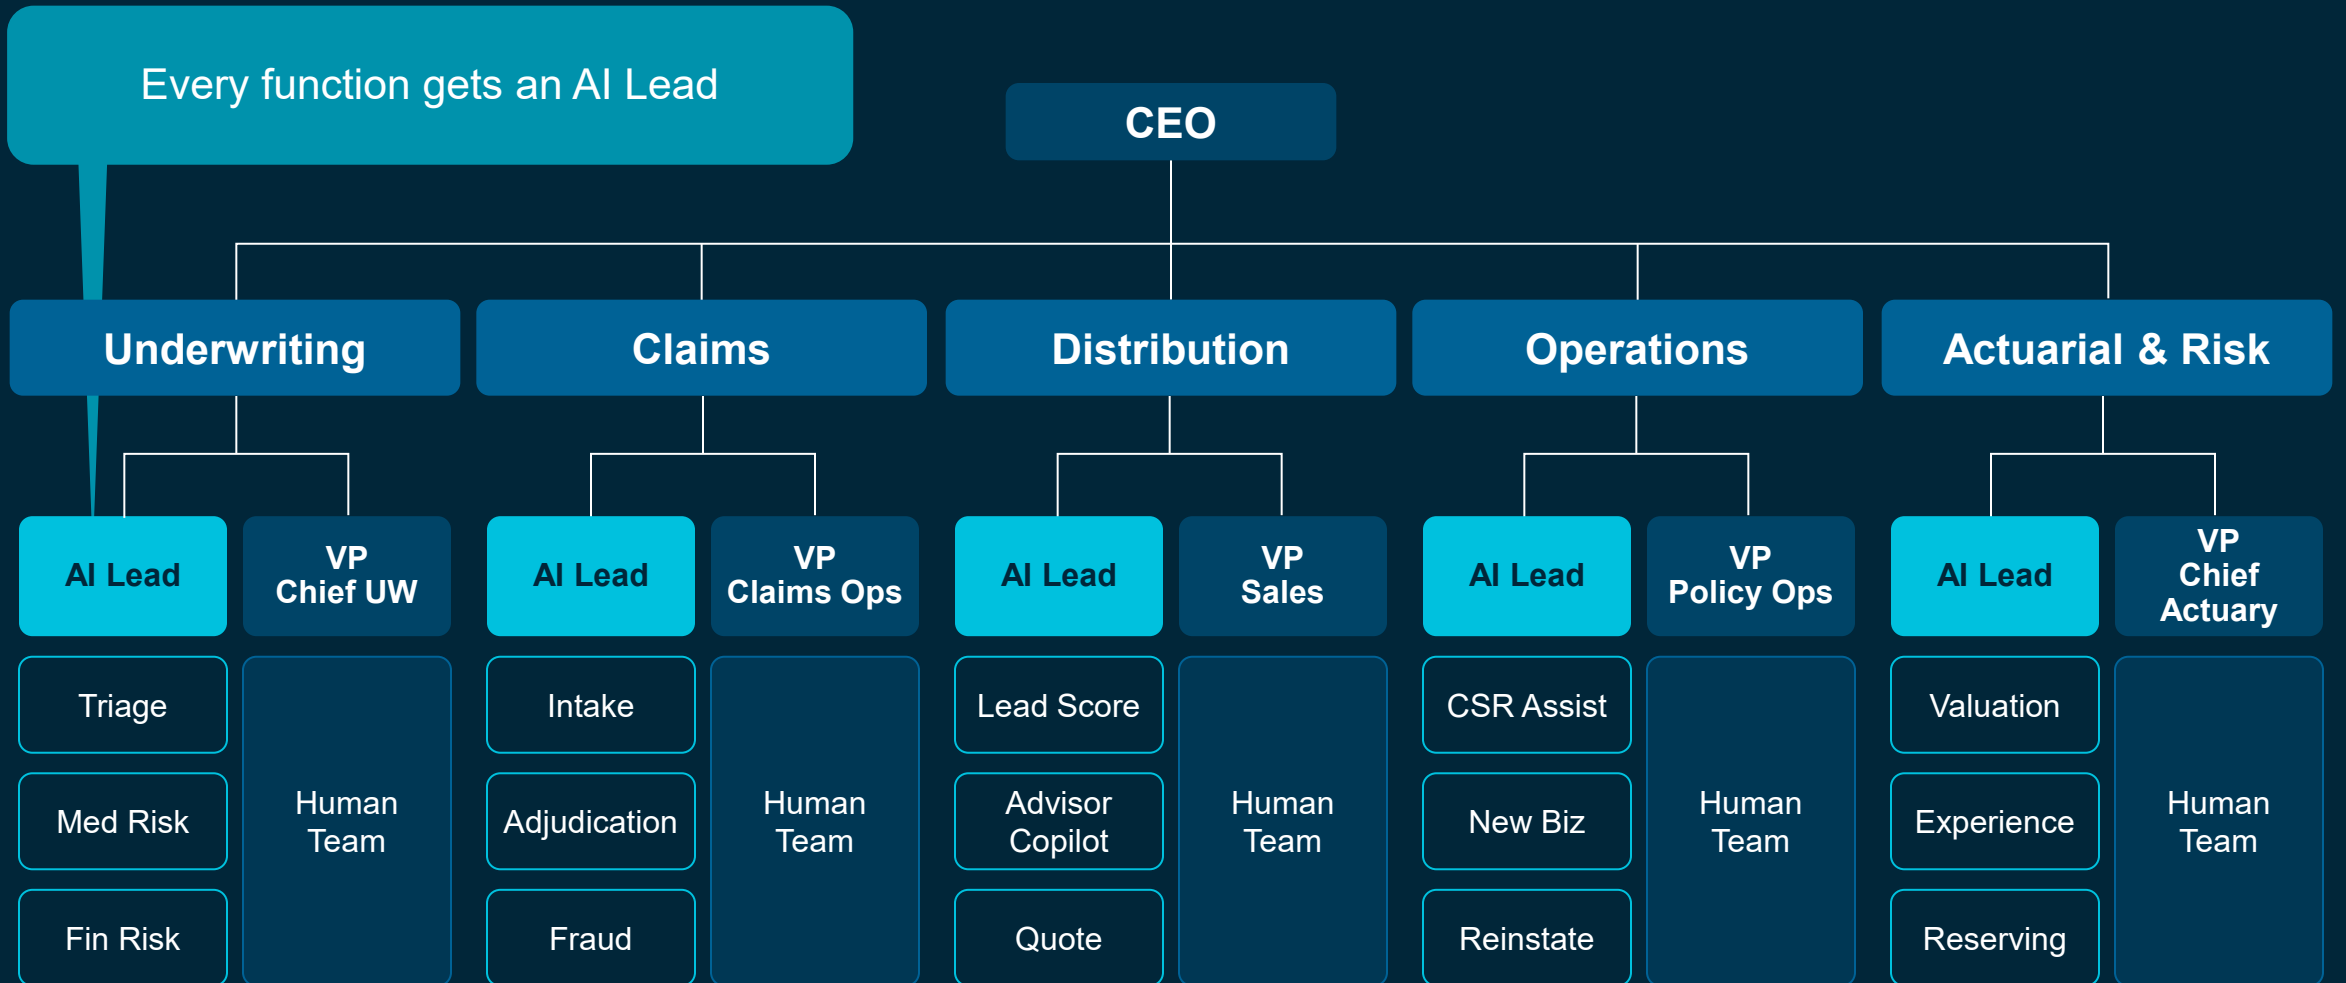 Every function gets an AI Lead
CEO
Underwriting
Claims
Distribution
Operations
Actuarial & Risk
AI Lead
VP
Chief UW
AI Lead
VP
Claims Ops
AI Lead
VP
Sales
AI Lead
VP
Policy Ops
AI Lead
VP
Chief
Actuary
Triage
Med Risk
Fin Risk
Human
Team
Intake
Adjudication
Fraud
Human
Team
Lead Score
Advisor
Copilot
Quote
Human
Team
CSR Assist
New Biz
Reinstate
Human
Team
Valuation
Experience
Reserving
Human
Team